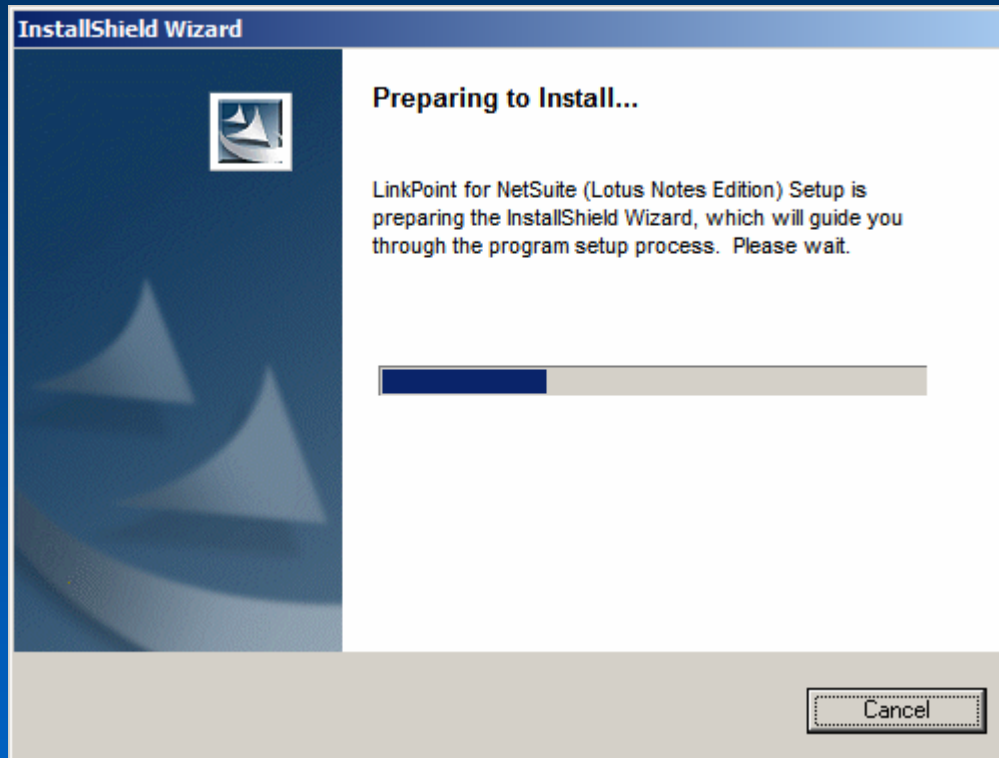 InstallShield Wizard
Preparing to Install...
LinkPoint for NetSuite (Lotus Notes Edition) Setup is
preparing the InstallShield Wizard, which will guide you
through the program setup process.  Please wait.
Cancel